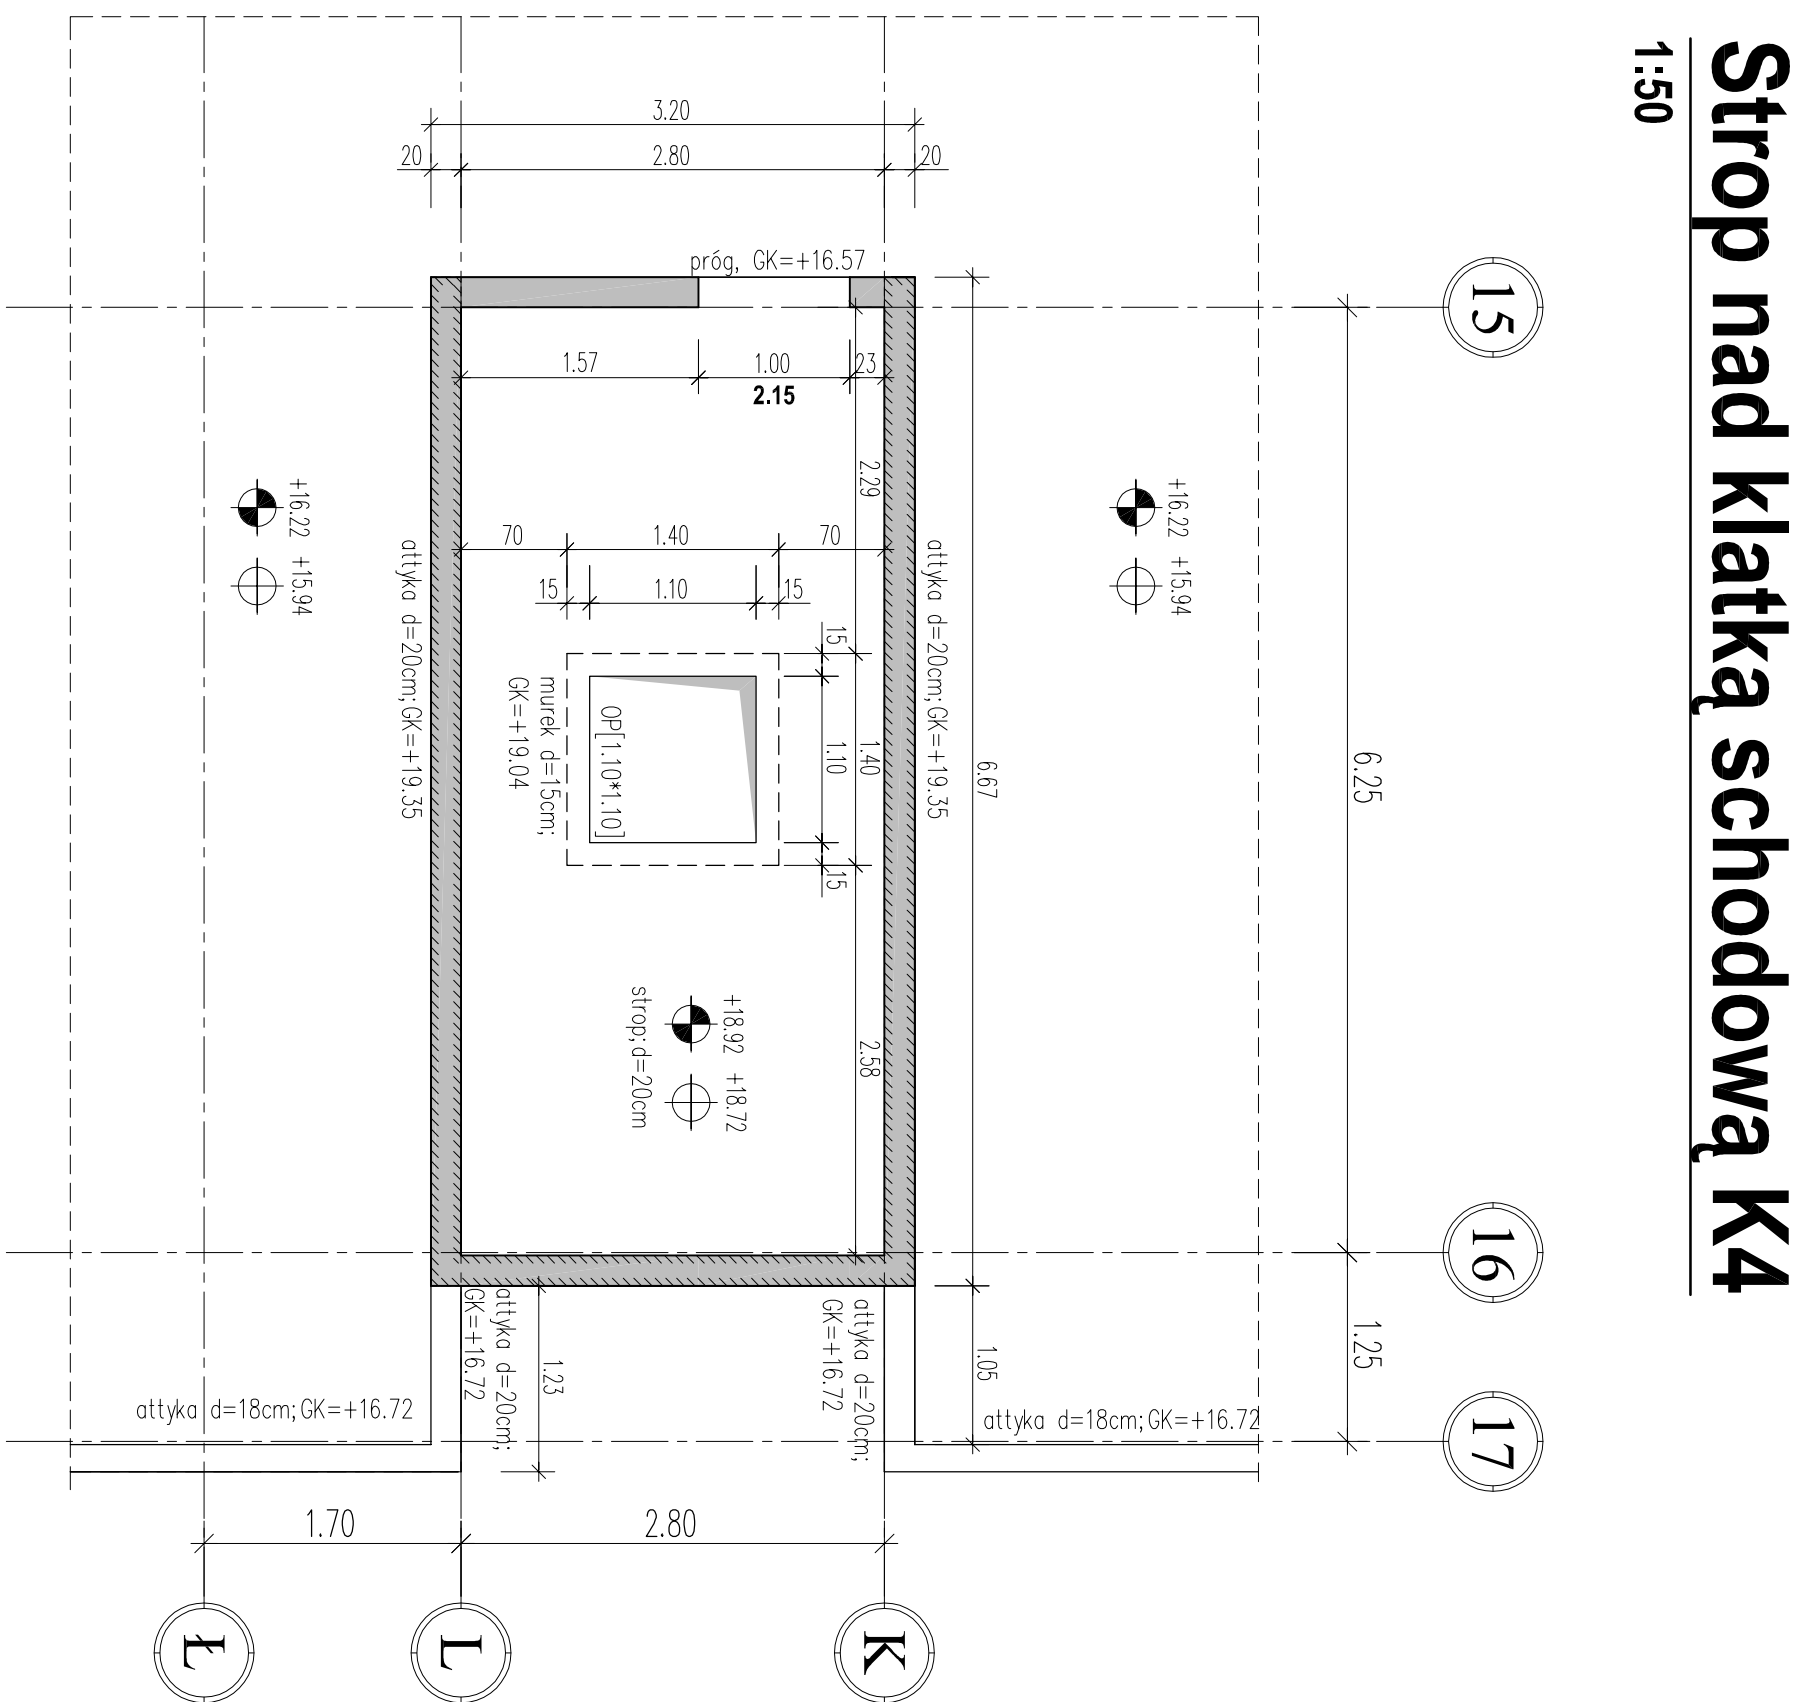 Strop nad klatką schodową K4
1:50
15
16
17
6.25
1.25
3.20
20
2.80
20
próg, GK=+16.57
1.57
1.00
23
2.15
2.29
1.40
2.58
6.67
1.05
70
1.40
70
15
1.10
15
15
1.10
15
+16.22 +15.94
+16.22 +15.94
attyka d=20cm;GK=+19.35
attyka d=20cm;GK=+19.35
OP[1.10*1.10]
murek d=15cm;
GK=+19.04
+18.92 +18.72
strop;d=20cm
attyka d=20cm;
GK=+16.72
attyka d=20cm;
GK=+16.72
1.23
attyka d=18cm;GK=+16.72
attyka d=18cm;GK=+16.72
1.70
2.80
Ł
L
K